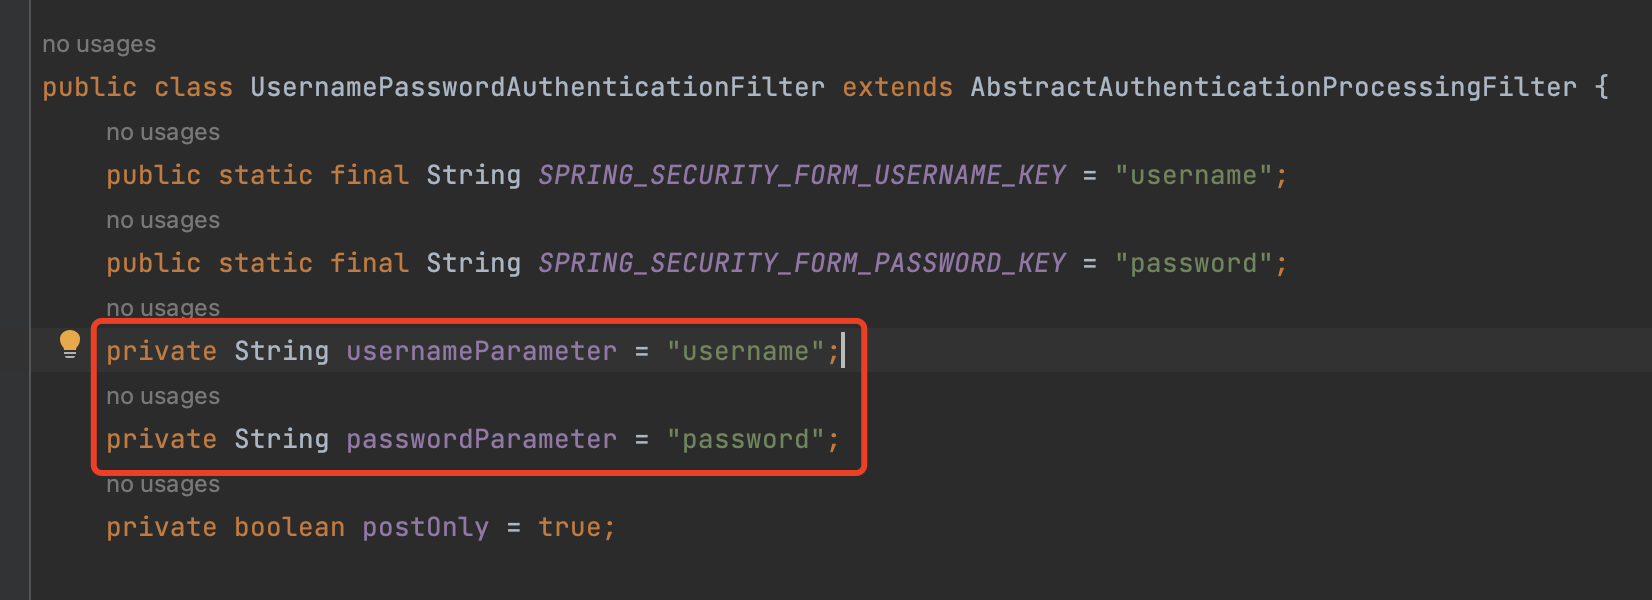 no usages
public class UsernamePasswordAuthenticationFilter extends AbstractAuthenticationProcessingFilter {
no usages
public static final String SPRING_SECURITY_FORM_USERNAME_KEY = "username";
no usages
public static final String SPRING_SECURITY_FORM_PASSWORD_KEY = "password";
no usages
private String usernameParameter = "username";
no usages
private String passwordParameter = "password";
no usages
private boolean postOnly = true;